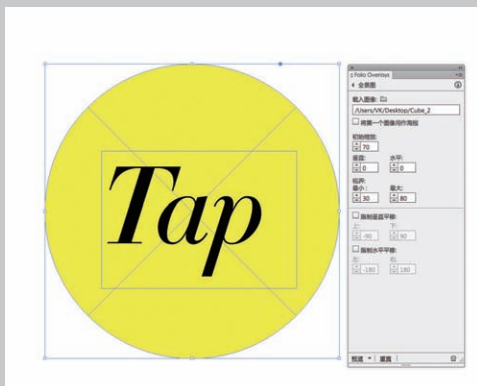 Tap
Folio Overlays
全景图
载入图像:
/Users/VK/Desktop/Cube_2
将第一个图像用作海报
初始缩放:
70
垂直: 水平:
0 0
视界:
最小: 最大:
30 80
限制垂直平移:
上: 下:
-90 90
限制水平平移:
左: 右:
-180 180
预览 重置